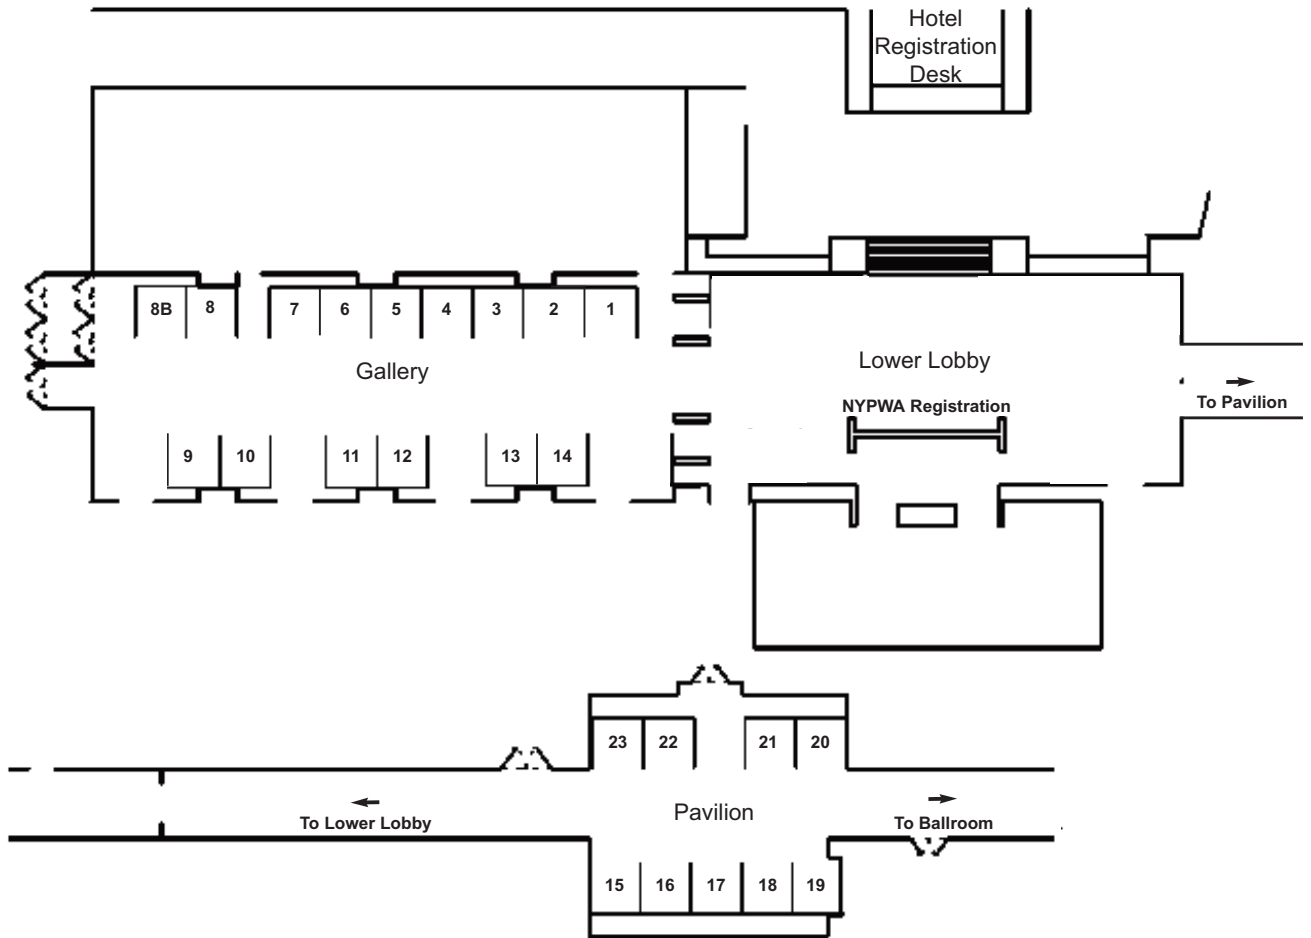 Hotel
Registration
Desk
8B 8 7 6 5 4 3 2 1
Gallery
Lower Lobby
NYPWA Registration
To Pavilion
9 10 11 12 13 14
23 22 21 20
Pavilion
To Lower Lobby
To Ballroom
15 16 17 18 19